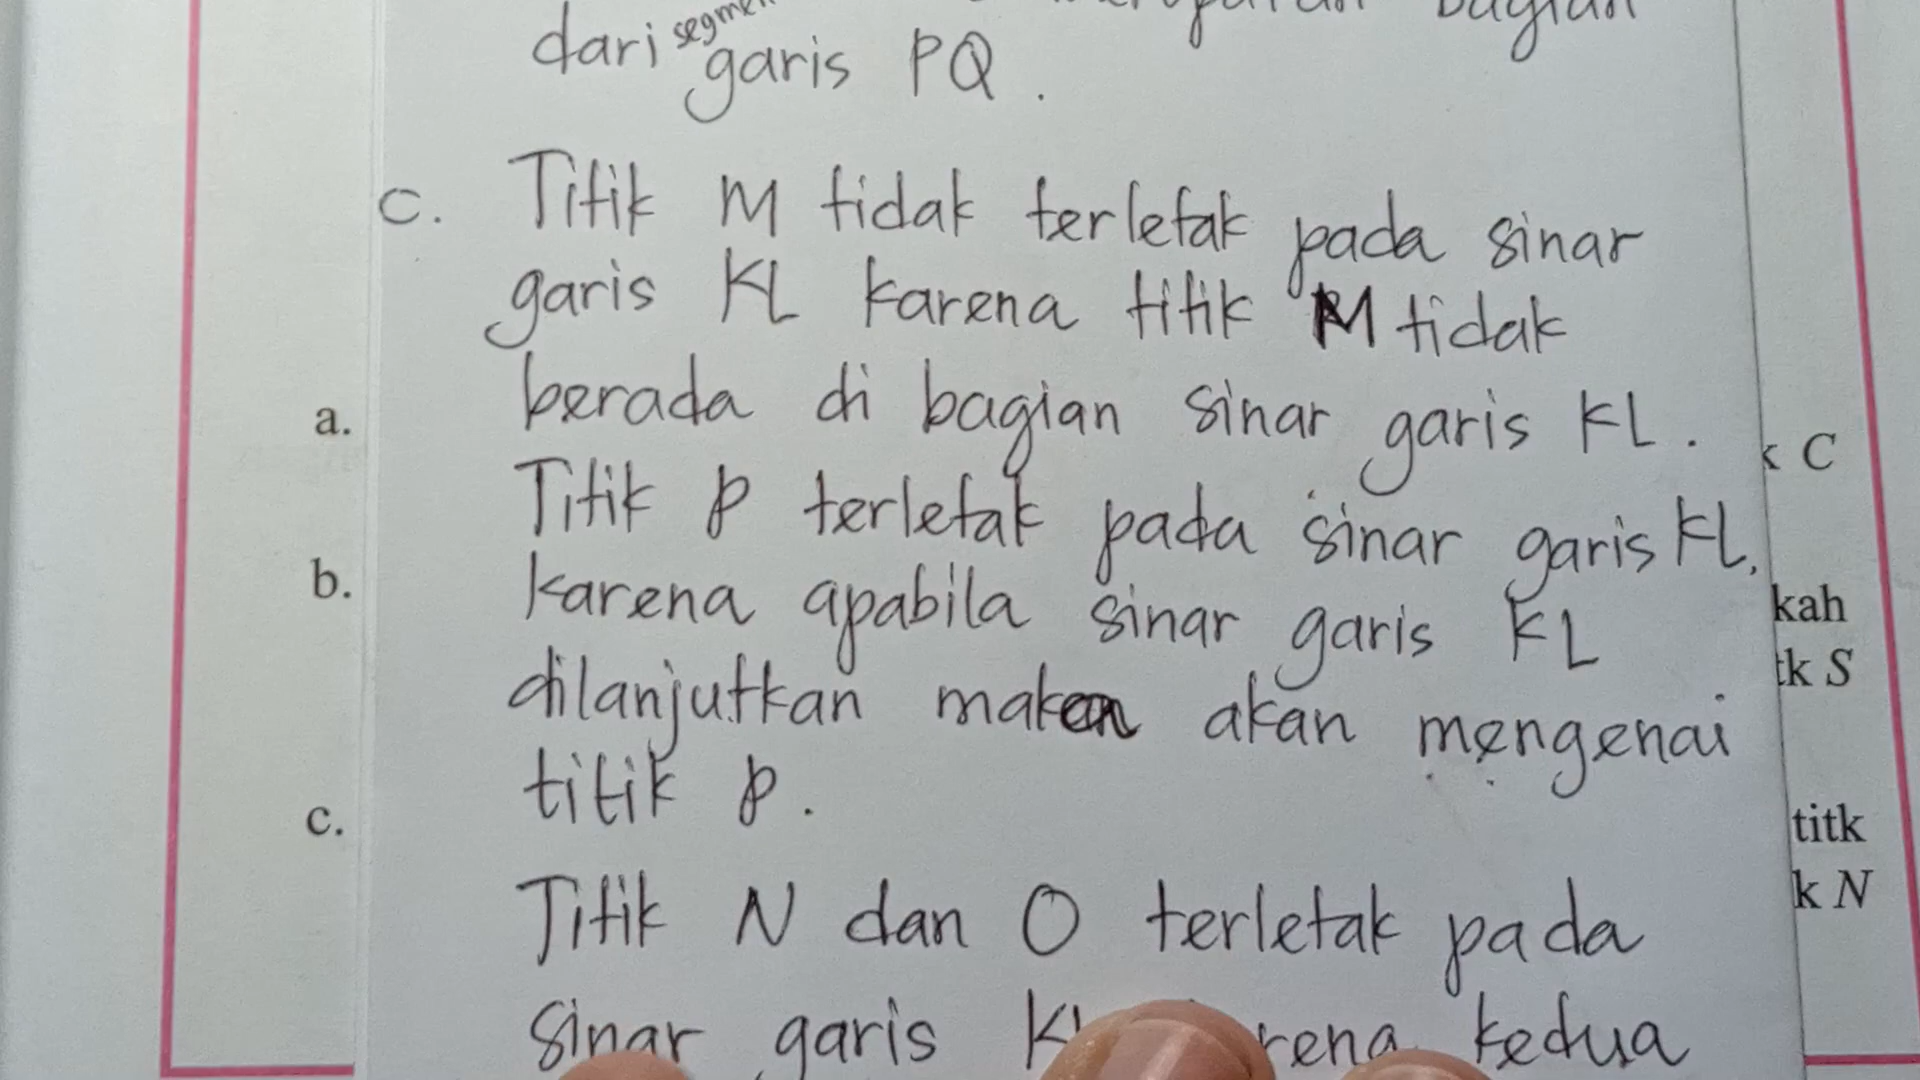 dari segmen garis PQ.
c. Titik M tidak terletak pada sinar
garis KL karena titik M tidak
berada di bagian sinar garis KL.
Titik P terletak pada sinar garis KL,
karena apabila sinar garis KL
dilanjutkan maka akan mengenai
titik P.
Titik N dan O terletak pada
sinar garis kedua
a.
b.
c.
C
kah
k S
titk
k N